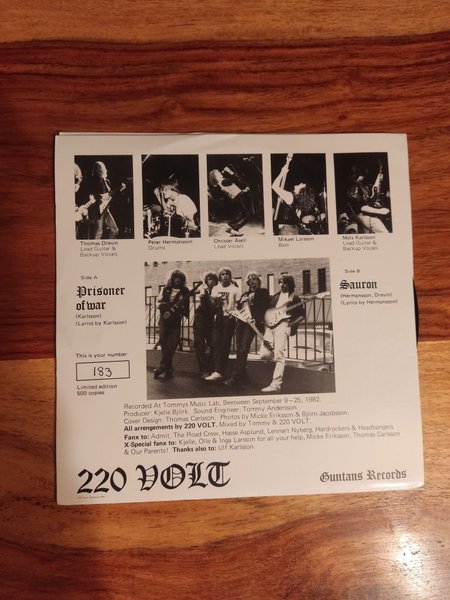 Thomas Drevin
Lead Guitar &
Backup Vocals
Peter Hermansson
Drums
Christer Åsell
Lead Vocals
Mikael Larsson
Bass
Mats Karlsson
Lead Guitar &
Backup Vocals
Side A
Prisoner
of war
(Karlsson)
(Lyrics by Karlsson)
Side B
Sauron
(Hermansson, Drevin)
(Lyrics by Hermansson)
This is your number
183
Limited edition
500 copies
Recorded At Tommys Music Lab, Beetween September 9–25, 1982.
Producer: Kjelle Björk. Sound Engineer: Tommy Andersson.
Cover Design: Thomas Carlsson. Photos by Micke Eriksson & Björn Jacobsson.
All arrangements by 220 VOLT. Mixed by Tommy & 220 VOLT.
Fanx to: Admit, The Road Crew, Hasse Asplund, Lennart Nyberg, Hardrockers & Headbangers.
X-Special fanx to: Kjelle, Olle & Inga Larsson for all your help, Micke Eriksson, Thomas Carlsson
& Our Parents! Thanks also to: Ulf Karlsson.
220 VOLT
Guntans Records